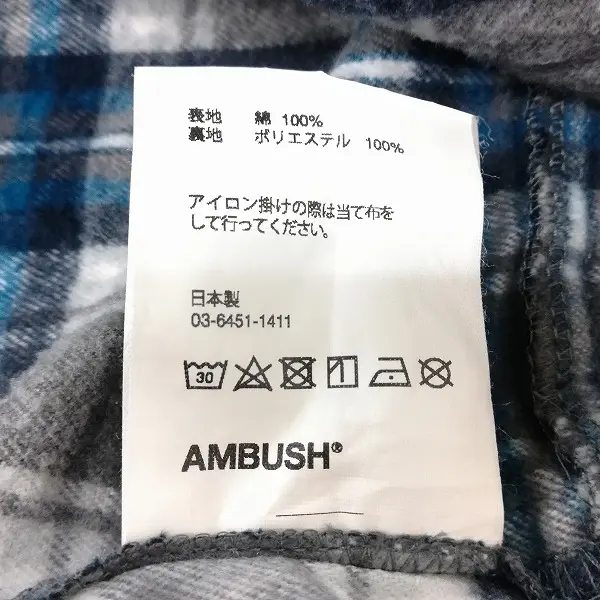 表地 綿 100%
裏地 ポリエステル 100%
アイロン掛けの際は当て布を
して行ってください。
日本製
03-6451-1411
30
AMBUSH®